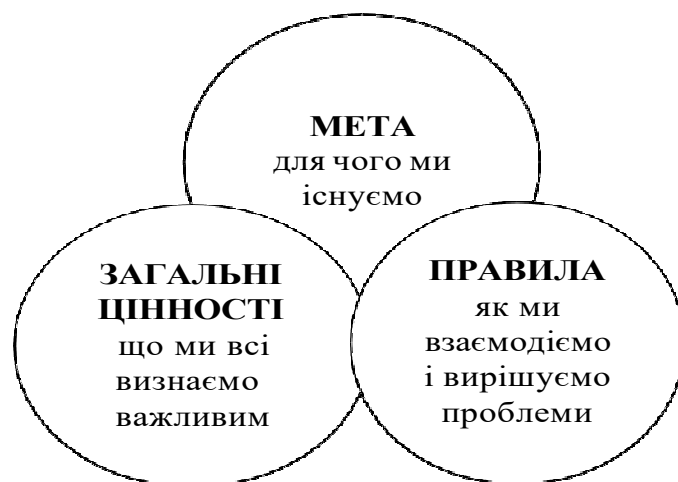 МЕТА
для чого ми
існуємо
ЗАГАЛЬНІ
ЦІННОСТІ
що ми всі
визнаємо
важливим
ПРАВИЛА
як ми
взаємодіємо
і вирішуємо
проблеми